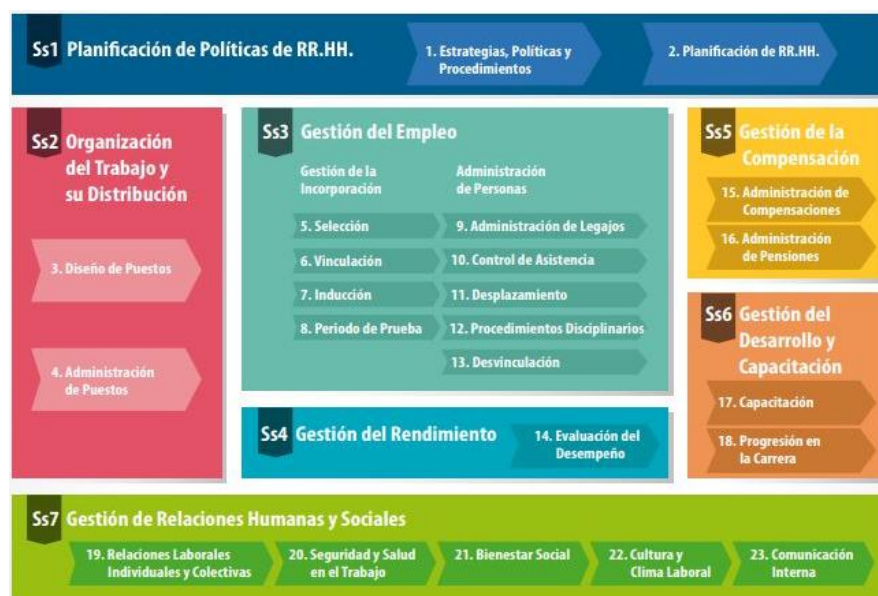 Ss1 Planificación de Políticas de RR.HH.
1. Estrategias, Políticas y
Procedimientos
2. Planificación de RR.HH.
Ss2 Organización
del Trabajo y
su Distribución
3. Diseño de Puestos
4. Administración
de Puestos
Ss3 Gestión del Empleo
Gestión de la
Incorporación
5. Selección
6. Vinculación
7. Inducción
8. Periodo de Prueba
Administración
de Personas
9. Administración de Legajos
10. Control de Asistencia
11. Desplazamiento
12. Procedimientos Disciplinarios
13. Desvinculación
Ss4 Gestión del Rendimiento
14. Evaluación del
Desempeño
Ss5 Gestión de la
Compensación
15. Administración de
Compensaciones
16. Administración
de Pensiones
Ss6 Gestión del
Desarrollo y
Capacitación
17. Capacitación
18. Progresión en
la Carrera
Ss7 Gestión de Relaciones Humanas y Sociales
19. Relaciones Laborales
Individuales y Colectivas
20. Seguridad y Salud
en el Trabajo
21. Bienestar Social
22. Cultura y
Clima Laboral
23. Comunicación
Interna